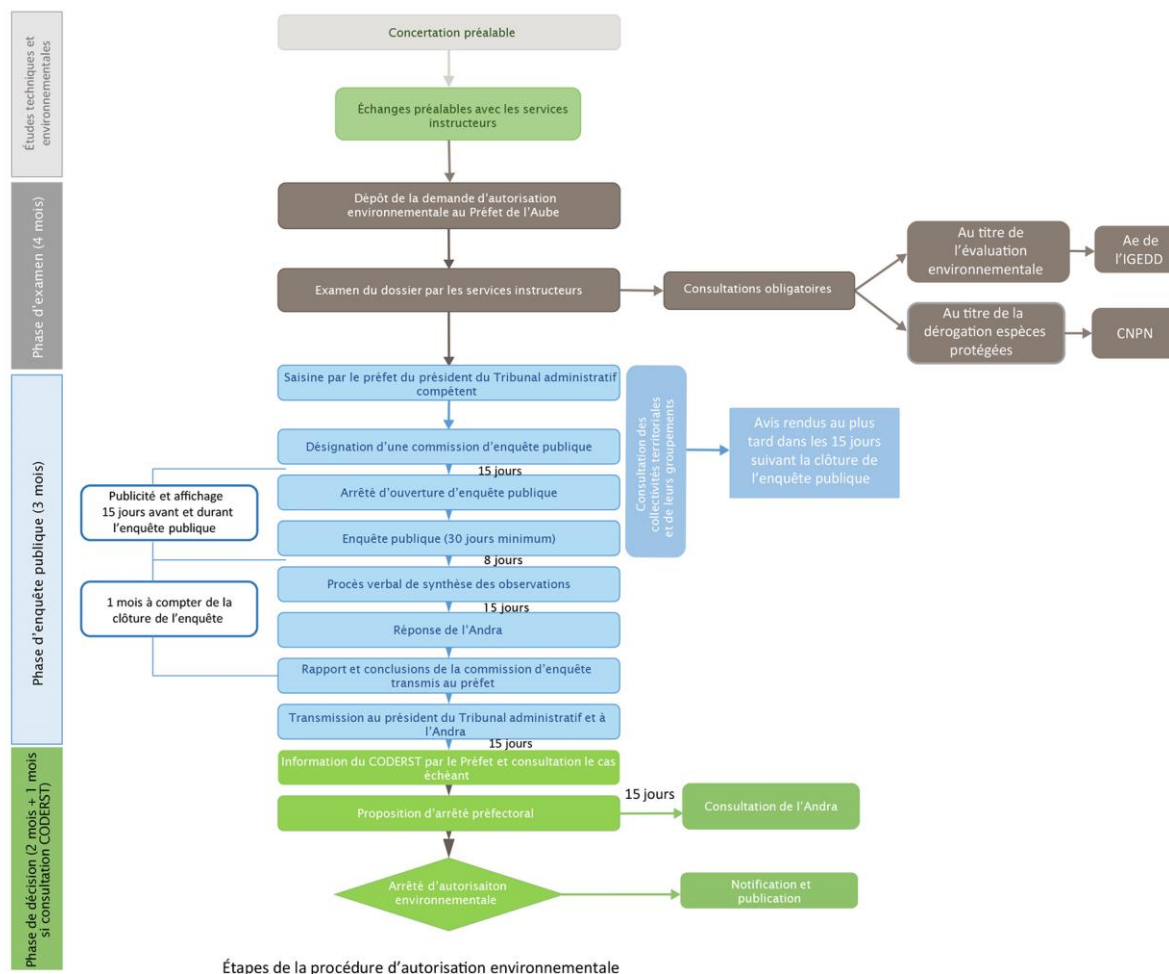 Études techniques et
environnementales
Concertation préalable
Échanges préalables avec les services
instructeurs
Phase d'examen (4 mois)
Dépôt de la demande d'autorisation
environnementale au Préfet de l'Aube
Examen du dossier par les services instructeurs
Consultations obligatoires
Au titre de
l'évaluation
environnementale
Ae de
l'IGEDD
Au titre de la
dérogation espèces
protégées
CNPN
Phase d'enquête publique (3 mois)
Saisine par le préfet du président du Tribunal administratif
compétent
Désignation d'une commission d'enquête publique
15 jours
Arrêté d'ouverture d'enquête publique
Enquête publique (30 jours minimum)
8 jours
Procès verbal de synthèse des observations
15 jours
Réponse de l'Andra
Rapport et conclusions de la commission d'enquête
transmis au préfet
Transmission au président du Tribunal administratif et à
l'Andra
15 jours
Publicité et affichage
15 jours avant et durant
l'enquête publique
1 mois à compter de la
clôture de l'enquête
Consultation des
collectivités territoriales
et de leurs groupements
Avis rendus au plus
tard dans les 15 jours
suivant la clôture de
l'enquête publique
Phase de décision (2 mois + 1 mois
si consultation CODERST)
Information du CODERST par le Préfet et consultation le cas
échéant
Proposition d'arrêté préfectoral
15 jours
Consultation de l'Andra
Arrêté d'autorisaiton
environnementale
Notification et
publication
Étapes de la procédure d'autorisation environnementale